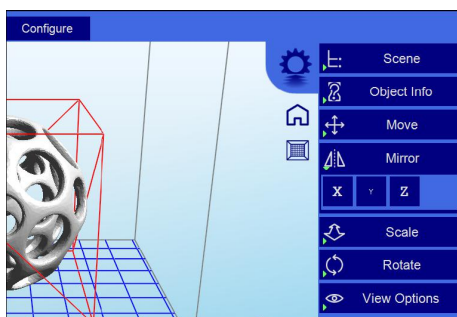 Configure
Scene
Object Info
Move
Mirror
X Y Z
Scale
Rotate
View Options